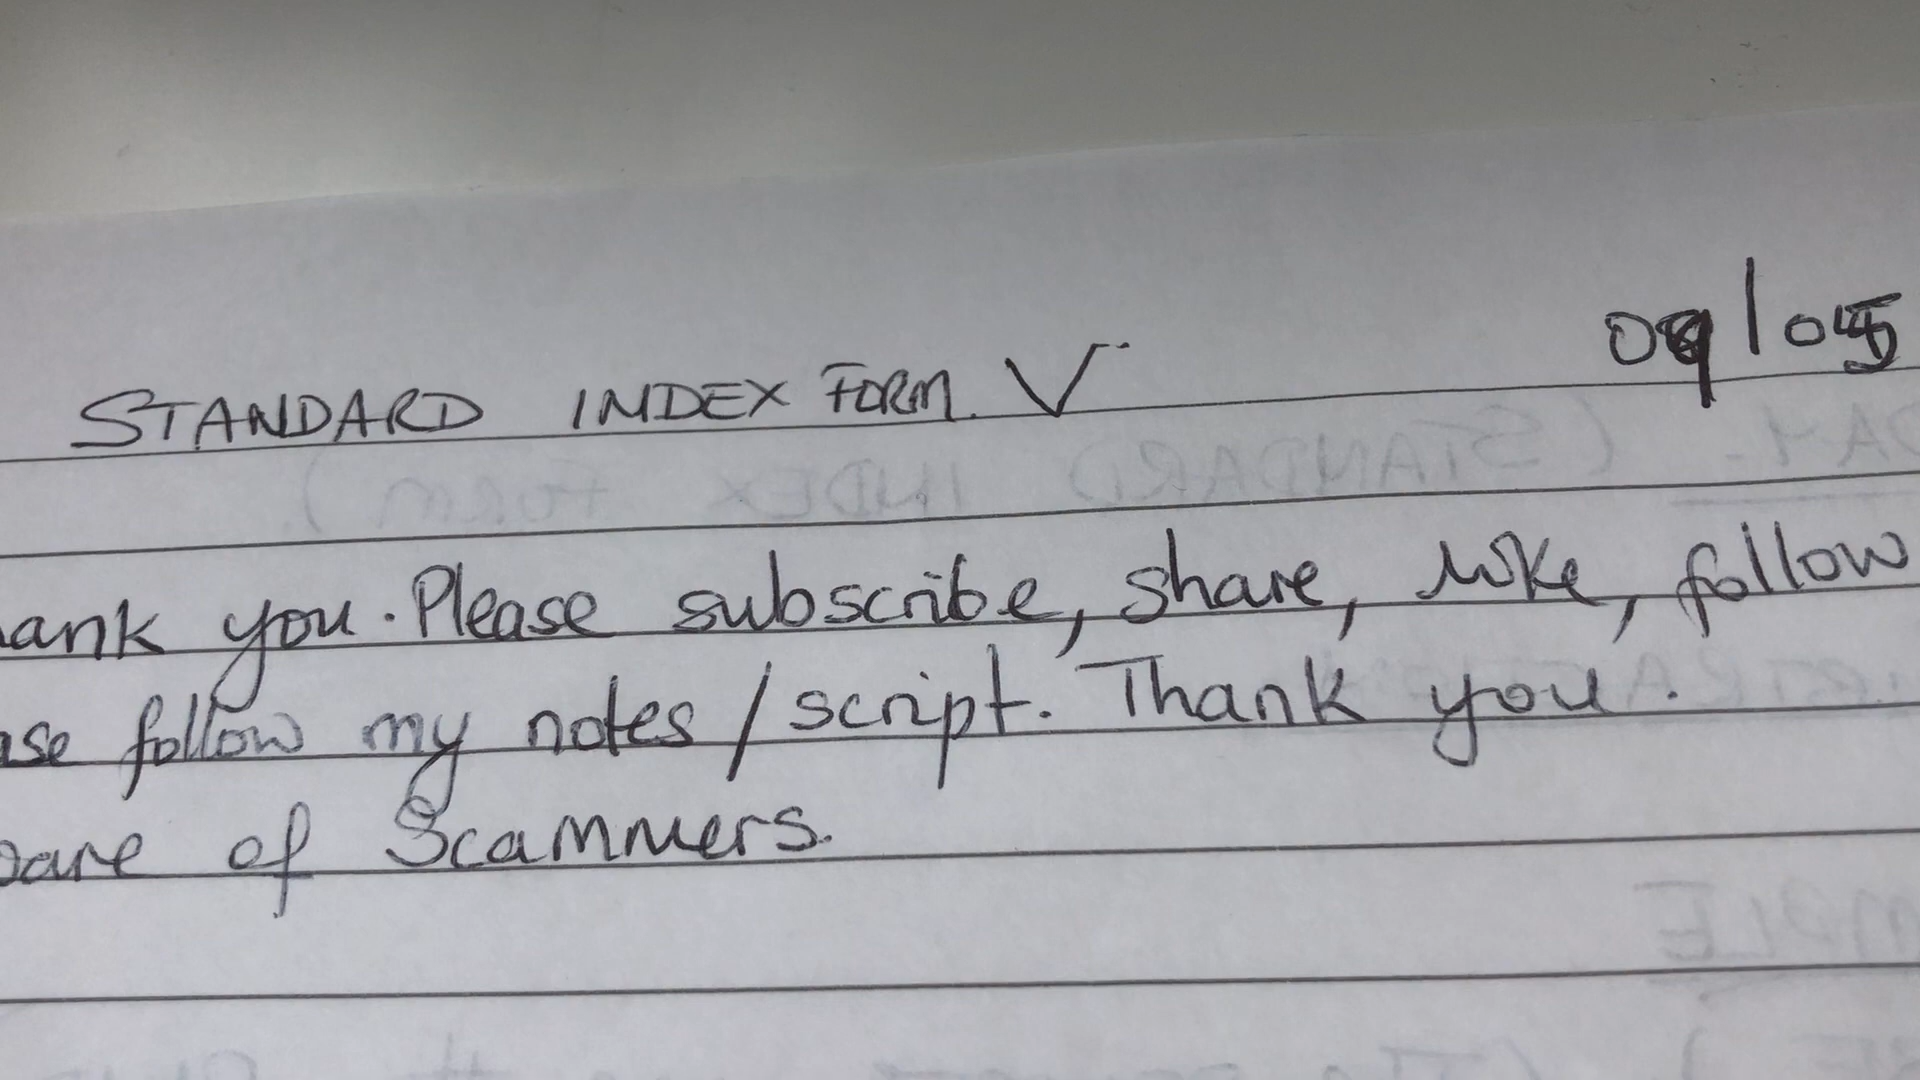 STANDARD INDEX FORM. V 09/05
ank you. Please subscribe, share, like, follow
ase follow my notes/script. Thank you.
are of Scammers.